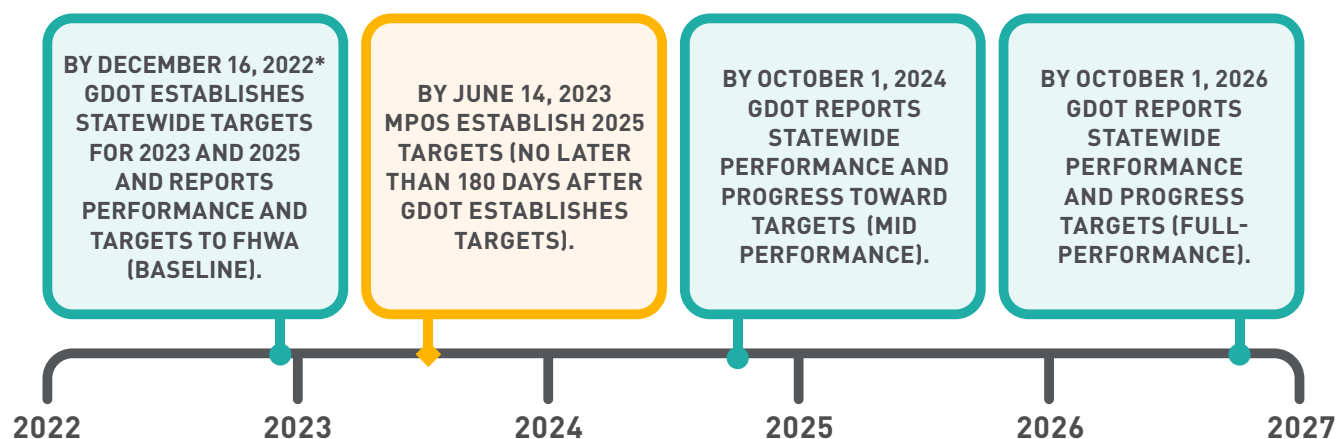 BY DECEMBER 16, 2022*
GDOT ESTABLISHES
STATEWIDE TARGETS
FOR 2023 AND 2025
AND REPORTS
PERFORMANCE AND
TARGETS TO FHWA
(BASELINE).
BY JUNE 14, 2023
MPOS ESTABLISH 2025
TARGETS (NO LATER
THAN 180 DAYS AFTER
GDOT ESTABLISHES
TARGETS).
BY OCTOBER 1, 2024
GDOT REPORTS
STATEWIDE
PERFORMANCE AND
PROGRESS TOWARD
TARGETS (MID
PERFORMANCE).
BY OCTOBER 1, 2026
GDOT REPORTS
STATEWIDE
PERFORMANCE
AND PROGRESS
TARGETS (FULL-
PERFORMANCE).
2022
2023
2024
2025
2026
2027